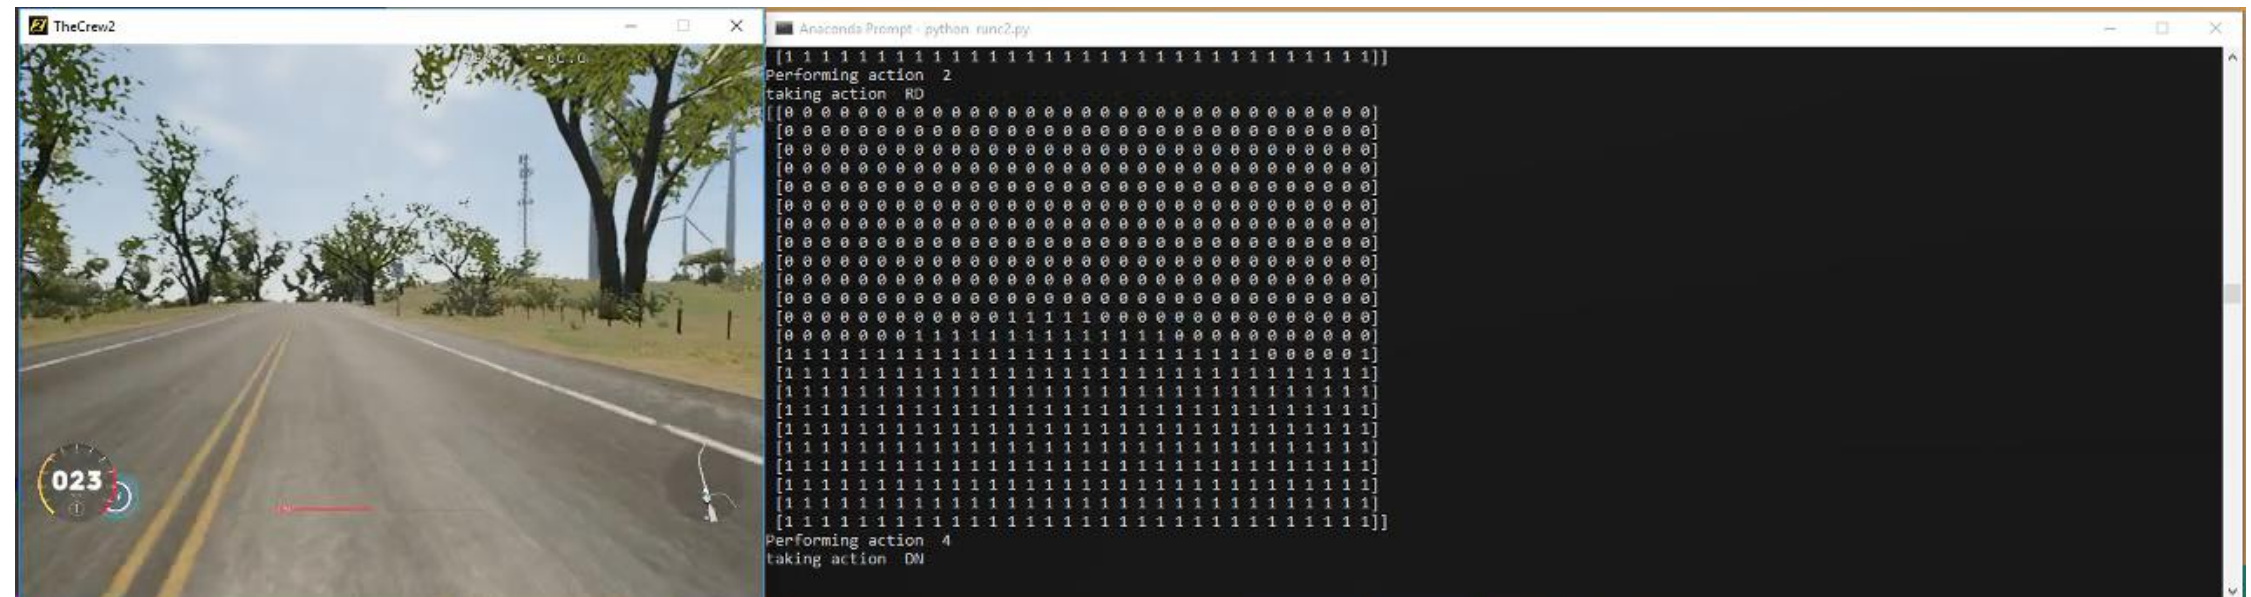 TheCrew2
-60.0
023
Anaconda Prompt - python runc2.py
[1 1 1 1 1 1 1 1 1 1 1 1 1 1 1 1 1 1 1 1 1 1 1 1 1 1 1 1 1 1 1 1]]
Performing action 2
taking action RD
[[0 0 0 0 0 0 0 0 0 0 0 0 0 0 0 0 0 0 0 0 0 0 0 0 0 0 0 0 0 0 0 0]
[0 0 0 0 0 0 0 0 0 0 0 0 0 0 0 0 0 0 0 0 0 0 0 0 0 0 0 0 0 0 0 0]
[0 0 0 0 0 0 0 0 0 0 0 0 0 0 0 0 0 0 0 0 0 0 0 0 0 0 0 0 0 0 0 0]
[0 0 0 0 0 0 0 0 0 0 0 0 0 0 0 0 0 0 0 0 0 0 0 0 0 0 0 0 0 0 0 0]
[0 0 0 0 0 0 0 0 0 0 0 0 0 0 0 0 0 0 0 0 0 0 0 0 0 0 0 0 0 0 0 0]
[0 0 0 0 0 0 0 0 0 0 0 0 0 0 0 0 0 0 0 0 0 0 0 0 0 0 0 0 0 0 0 0]
[0 0 0 0 0 0 0 0 0 0 0 0 0 0 0 0 0 0 0 0 0 0 0 0 0 0 0 0 0 0 0 0]
[0 0 0 0 0 0 0 0 0 0 0 0 0 0 0 0 0 0 0 0 0 0 0 0 0 0 0 0 0 0 0 0]
[0 0 0 0 0 0 0 0 0 0 0 0 0 0 0 0 0 0 0 0 0 0 0 0 0 0 0 0 0 0 0 0]
[0 0 0 0 0 0 0 0 0 0 0 0 0 0 0 0 0 0 0 0 0 0 0 0 0 0 0 0 0 0 0 0]
[0 0 0 0 0 0 0 0 0 0 0 0 0 0 0 0 0 0 0 0 0 0 0 0 0 0 0 0 0 0 0 0]
[0 0 0 0 0 0 0 0 0 0 0 0 1 1 1 1 1 0 0 0 0 0 0 0 0 0 0 0 0 0 0 0]
[0 0 0 0 0 0 0 1 1 1 1 1 1 1 1 1 1 1 1 1 1 0 0 0 0 0 0 0 0 0 0 0]
[1 1 1 1 1 1 1 1 1 1 1 1 1 1 1 1 1 1 1 1 1 1 1 1 1 1 0 0 0 0 0 1]
[1 1 1 1 1 1 1 1 1 1 1 1 1 1 1 1 1 1 1 1 1 1 1 1 1 1 1 1 1 1 1 1]
[1 1 1 1 1 1 1 1 1 1 1 1 1 1 1 1 1 1 1 1 1 1 1 1 1 1 1 1 1 1 1 1]
[1 1 1 1 1 1 1 1 1 1 1 1 1 1 1 1 1 1 1 1 1 1 1 1 1 1 1 1 1 1 1 1]
[1 1 1 1 1 1 1 1 1 1 1 1 1 1 1 1 1 1 1 1 1 1 1 1 1 1 1 1 1 1 1 1]
[1 1 1 1 1 1 1 1 1 1 1 1 1 1 1 1 1 1 1 1 1 1 1 1 1 1 1 1 1 1 1 1]
[1 1 1 1 1 1 1 1 1 1 1 1 1 1 1 1 1 1 1 1 1 1 1 1 1 1 1 1 1 1 1 1]
[1 1 1 1 1 1 1 1 1 1 1 1 1 1 1 1 1 1 1 1 1 1 1 1 1 1 1 1 1 1 1 1]
[1 1 1 1 1 1 1 1 1 1 1 1 1 1 1 1 1 1 1 1 1 1 1 1 1 1 1 1 1 1 1 1]
[1 1 1 1 1 1 1 1 1 1 1 1 1 1 1 1 1 1 1 1 1 1 1 1 1 1 1 1 1 1 1 1]]
Performing action 4
taking action DN